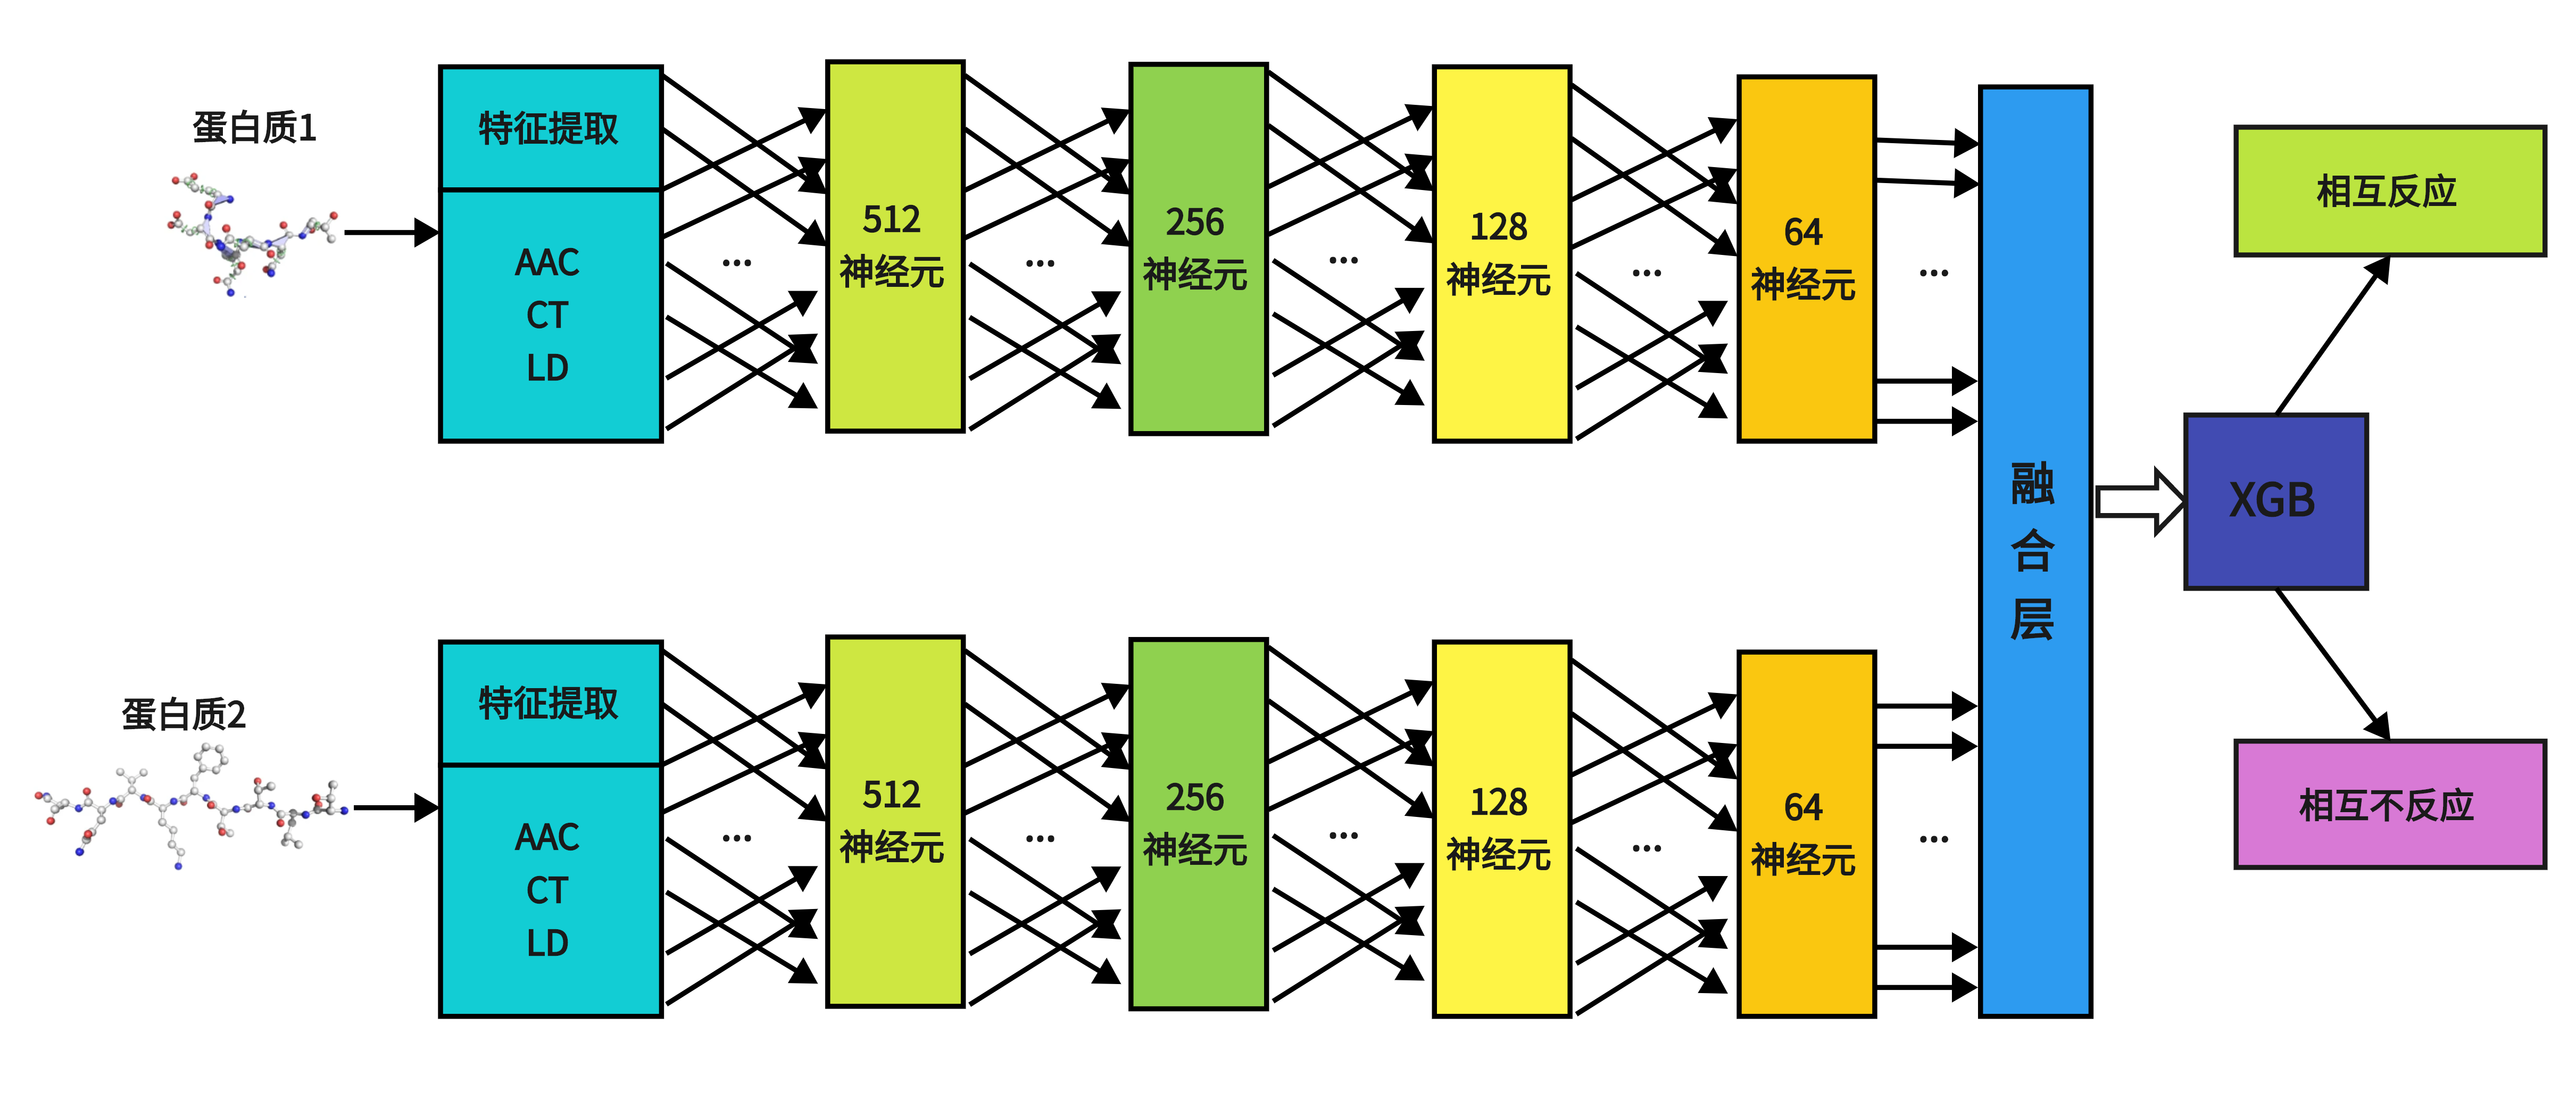 蛋白质1
特征提取
AAC
CT
LD
...
512
神经元
...
256
神经元
...
128
神经元
...
64
神经元
...
蛋白质2
特征提取
AAC
CT
LD
...
512
神经元
...
256
神经元
...
128
神经元
...
64
神经元
...
融
合
层
XGB
相互反应
相互不反应